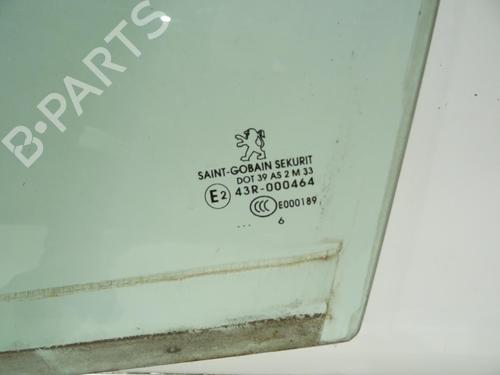 B-PARTS
SAINT-GOBAIN SEKURIT
DOT 39 AS 2 M 33
E2 43R-000464
CCC E000189
6